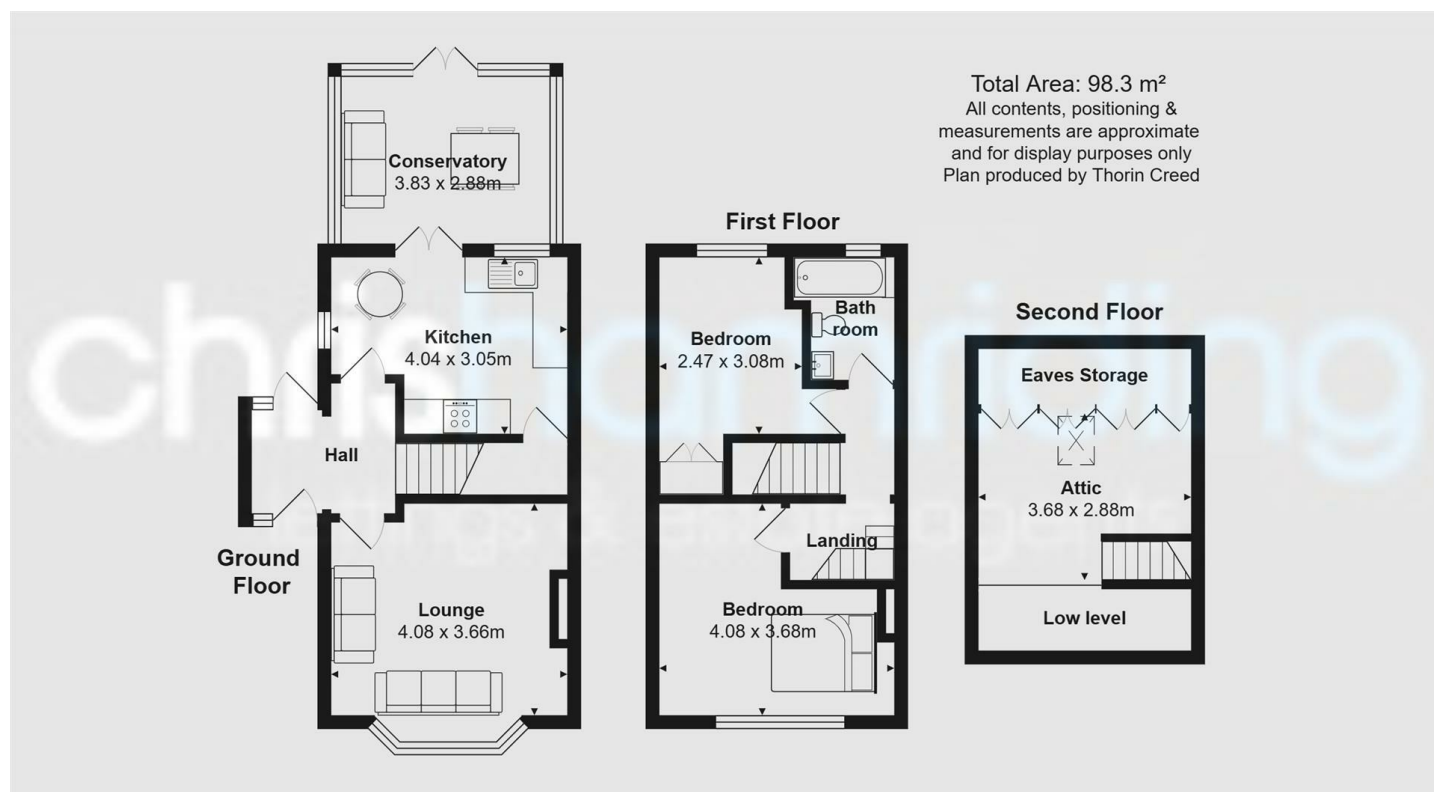 Total Area: 98.3 m²
All contents, positioning &
measurements are approximate
and for display purposes only
Plan produced by Thorin Creed
Conservatory
3.83 x 2.88m
Kitchen
4.04 x 3.05m
Hall
Ground
Floor
Lounge
4.08 x 3.66m
First Floor
Bedroom
2.47 x 3.08m
Bath
room
Landing
Bedroom
4.08 x 3.68m
Second Floor
Eaves Storage
Attic
3.68 x 2.88m
Low level